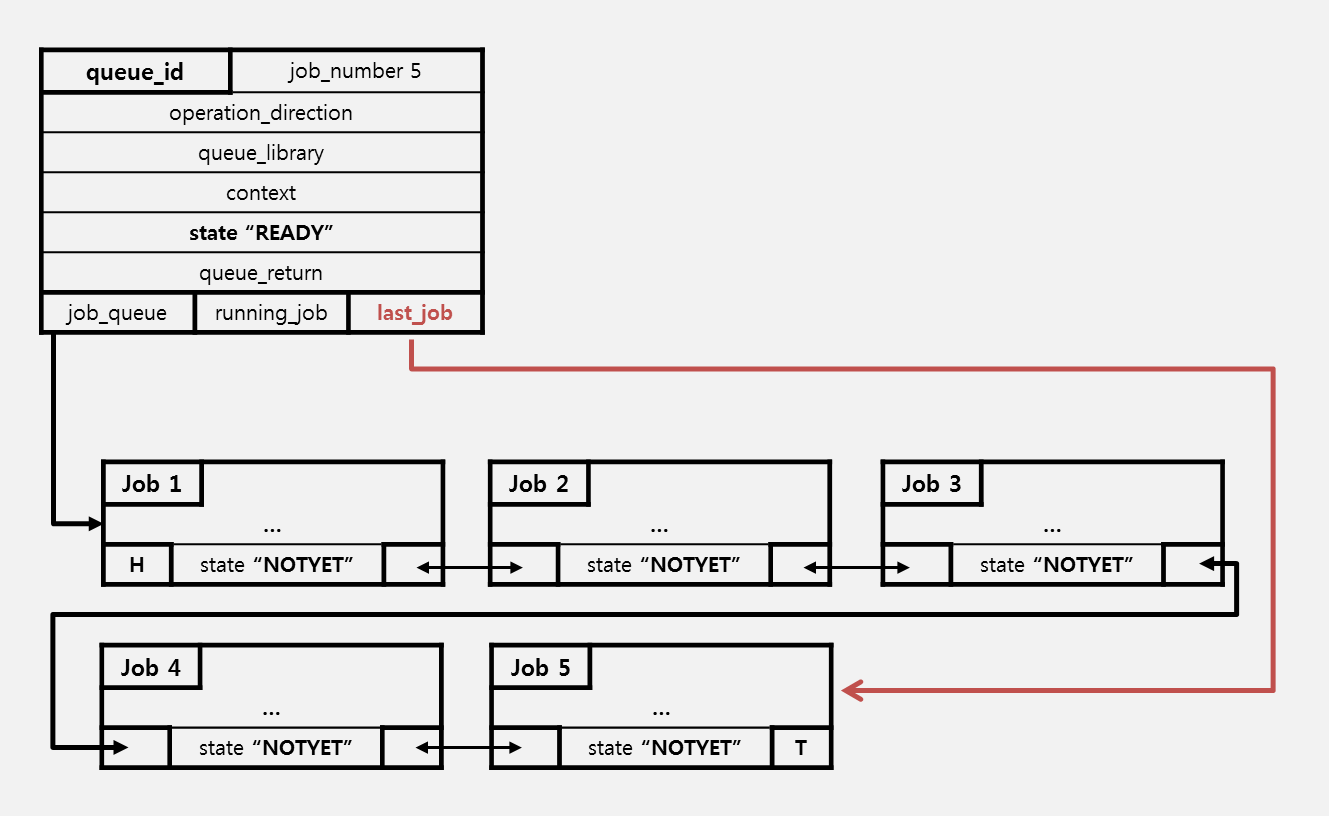 queue_id job_number 5
operation_direction
queue_library
context
state “READY”
queue_return
job_queue running_job last_job
Job 1 Job 2 Job 3
... ... ...
H state “NOTYET” state “NOTYET” state “NOTYET”
Job 4 Job 5
... ...
state “NOTYET” state “NOTYET” T